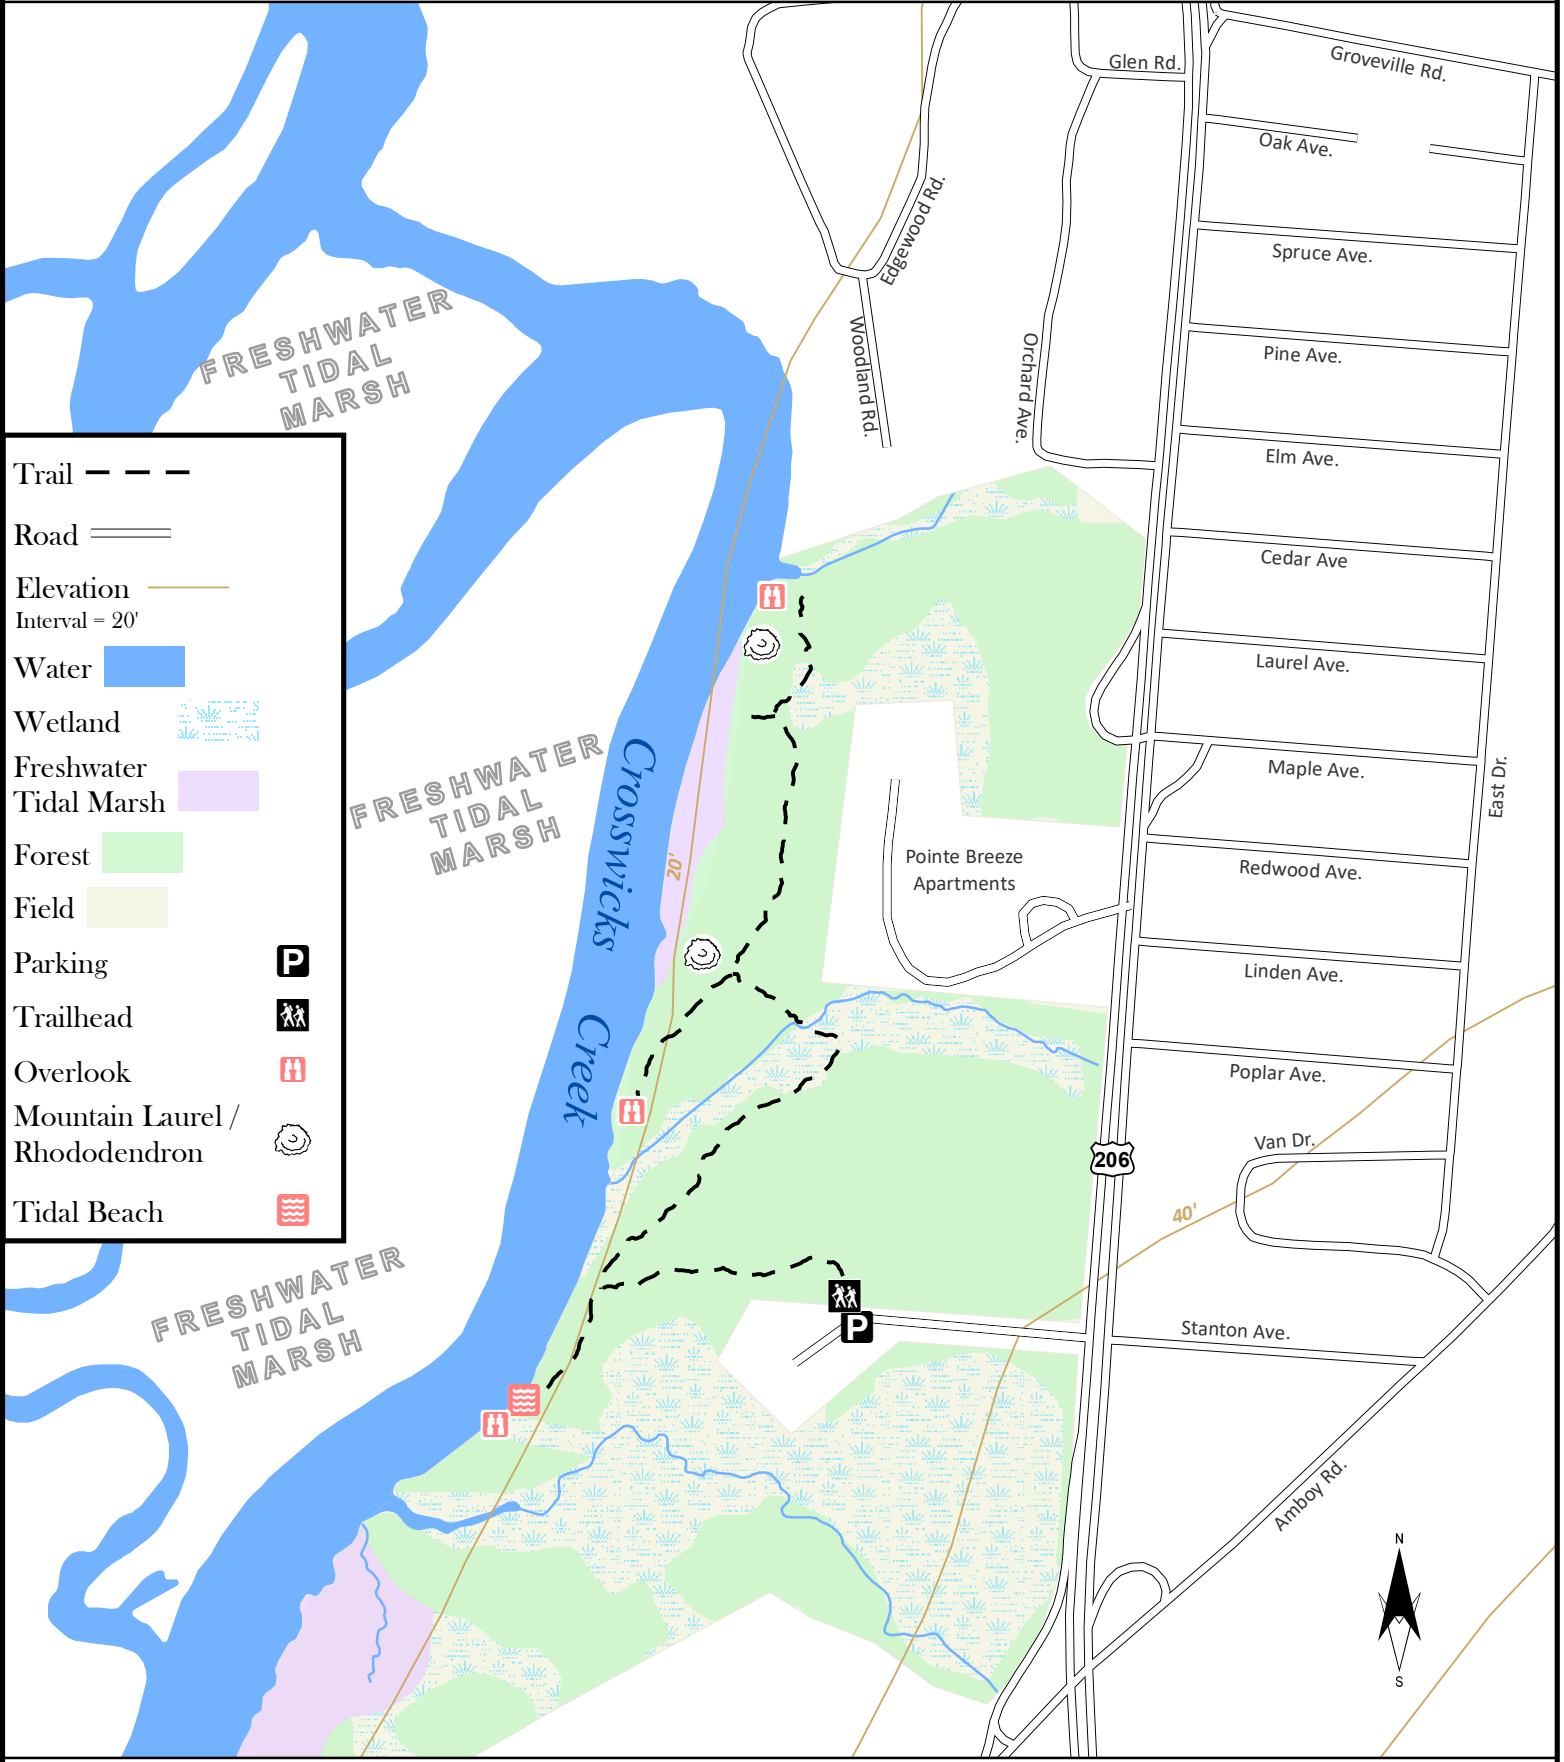 Glen Rd.
Groveville Rd.
Oak Ave.
Edgewood Rd.
Spruce Ave.
FRESHWATER
TIDAL
MARSH
Woodland Rd.
Orchard Ave.
Pine Ave.
Elm Ave.
Cedar Ave
Laurel Ave.
Maple Ave.
East Dr.
Trail
Road
Elevation
Interval = 20'
Water
Wetland
Freshwater
Tidal Marsh
Forest
Field
Parking
P
Trailhead
Overlook
Mountain Laurel /
Rhododendron
Tidal Beach
FRESHWATER
TIDAL
MARSH
Crosswicks
Creek
20'
Pointe Breeze
Apartments
Redwood Ave.
Linden Ave.
Poplar Ave.
Van Dr.
206
40'
FRESHWATER
TIDAL
MARSH
P
Stanton Ave.
Amboy Rd.
N
S